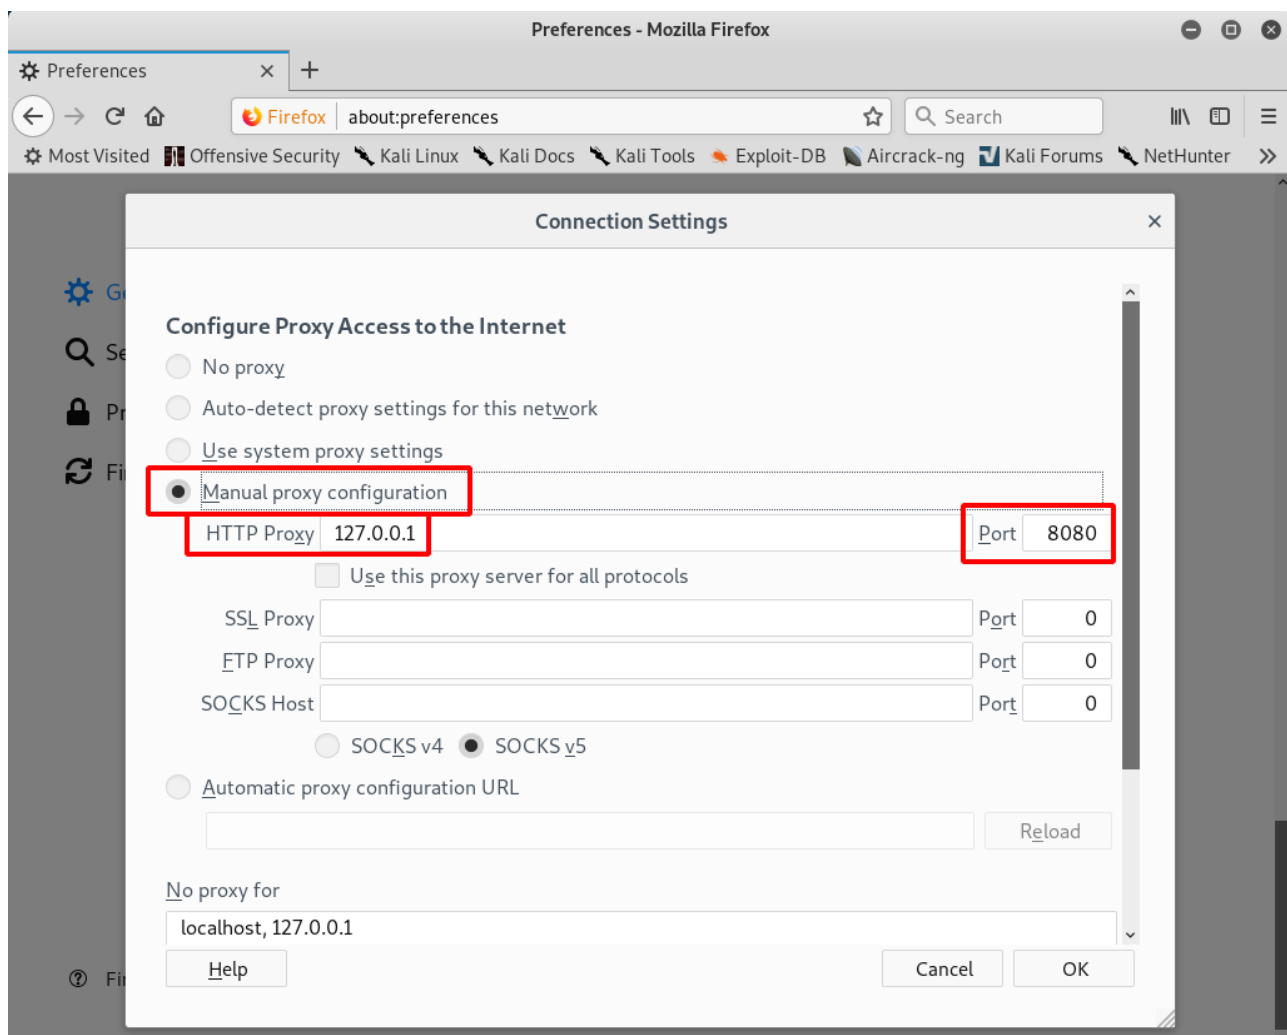 Preferences - Mozilla Firefox
Preferences
Firefox about:preferences Search
Most Visited Offensive Security Kali Linux Kali Docs Kali Tools Exploit-DB Aircrack-ng Kali Forums NetHunter
Connection Settings
Configure Proxy Access to the Internet
No proxy
Auto-detect proxy settings for this network
Use system proxy settings
Manual proxy configuration
HTTP Proxy 127.0.0.1 Port 8080
Use this proxy server for all protocols
SSL Proxy Port 0
FTP Proxy Port 0
SOCKS Host Port 0
SOCKS v4 SOCKS v5
Automatic proxy configuration URL
Reload
No proxy for
localhost, 127.0.0.1
Help Cancel OK